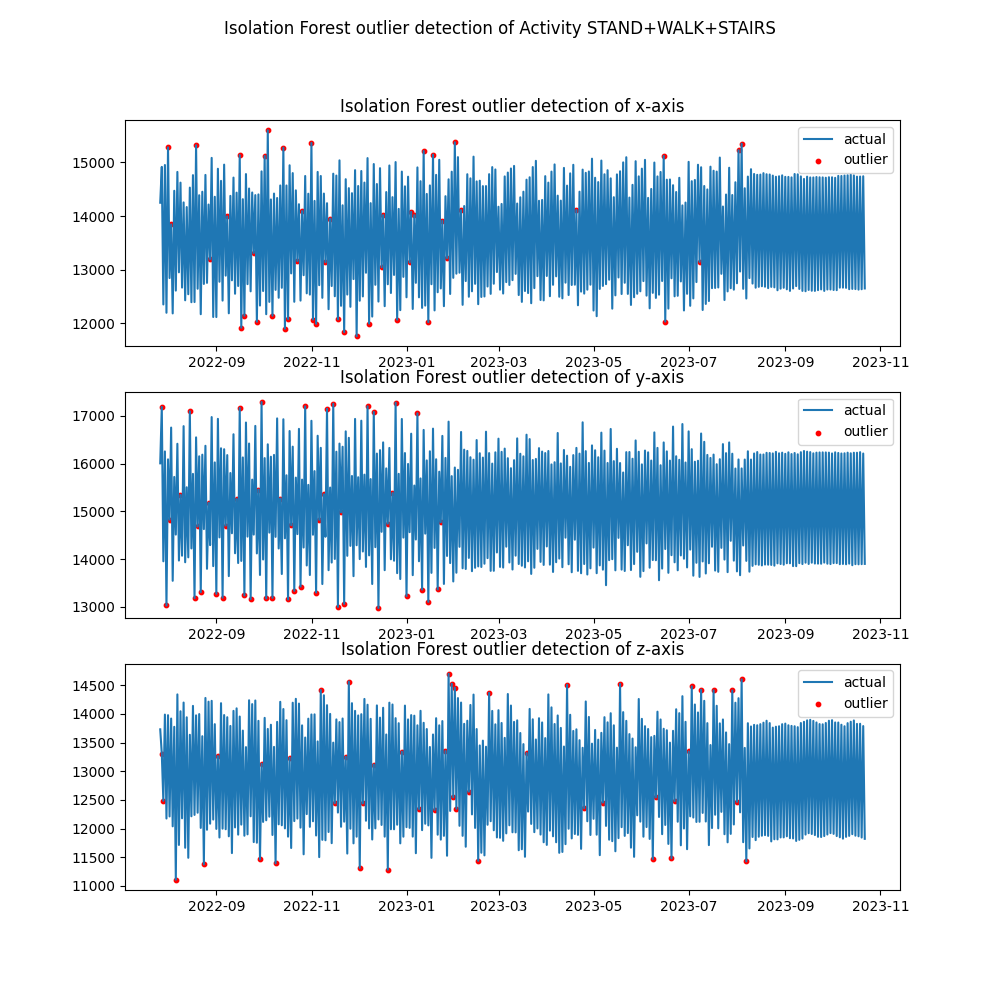 Isolation Forest outlier detection of Activity STAND+WALK+STAIRS
Isolation Forest outlier detection of x-axis
actual
outlier
15000
14000
13000
12000
2022-09 2022-11 2023-01 2023-03 2023-05 2023-07 2023-09 2023-11
Isolation Forest outlier detection of y-axis
actual
outlier
17000
16000
15000
14000
13000
2022-09 2022-11 2023-01 2023-03 2023-05 2023-07 2023-09 2023-11
Isolation Forest outlier detection of z-axis
actual
outlier
14500
14000
13500
13000
12500
12000
11500
11000
2022-09 2022-11 2023-01 2023-03 2023-05 2023-07 2023-09 2023-11